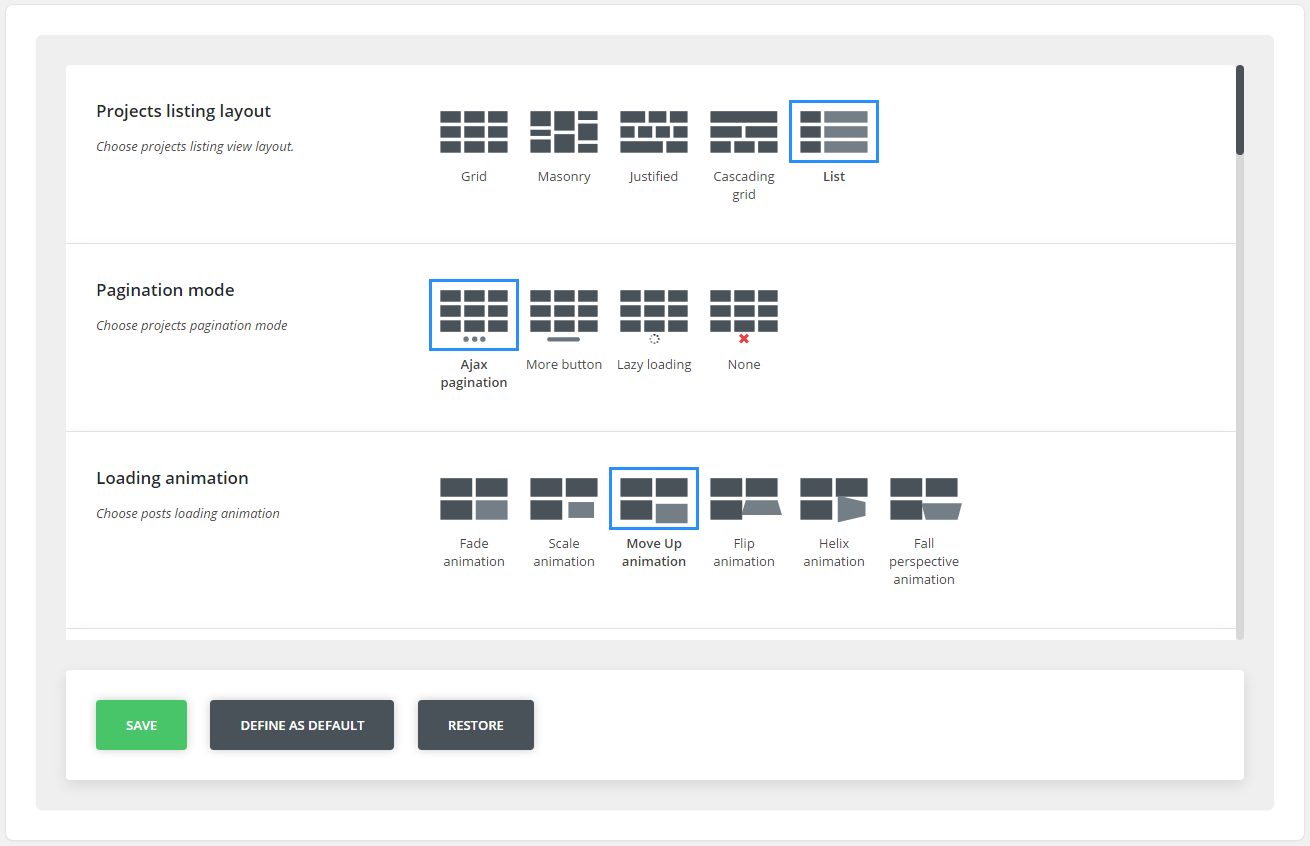 Projects listing layout
Choose projects listing view layout.
Grid
Masonry
Justified
Cascading
grid
List
Pagination mode
Choose projects pagination mode
Ajax
pagination
More button
Lazy loading
None
Loading animation
Choose posts loading animation
Fade
animation
Scale
animation
Move Up
animation
Flip
animation
Helix
animation
Fall
perspective
animation
SAVE
DEFINE AS DEFAULT
RESTORE